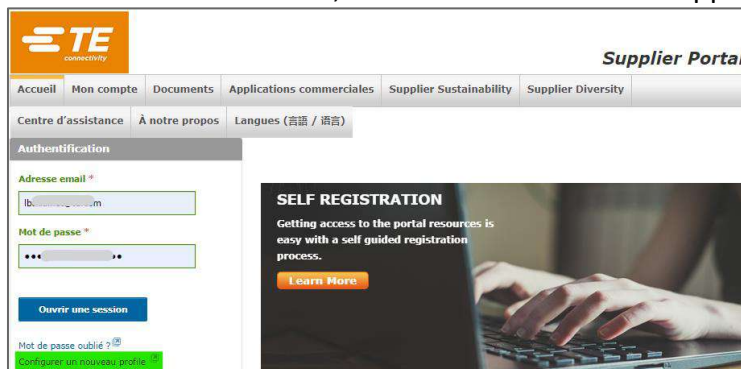 TE
connectivity
Supplier Portal
Accueil Mon compte Documents Applications commerciales Supplier Sustainability Supplier Diversity
Centre d'assistance À notre propos Langues (言語 / 语言)
Authentification
Adresse email *
Mot de passe *
Ouvrir une session
Mot de passe oublié ?
Configurer un nouveau profile
SELF REGISTRATION
Getting access to the portal resources is
easy with a self guided registration
process.
Learn More